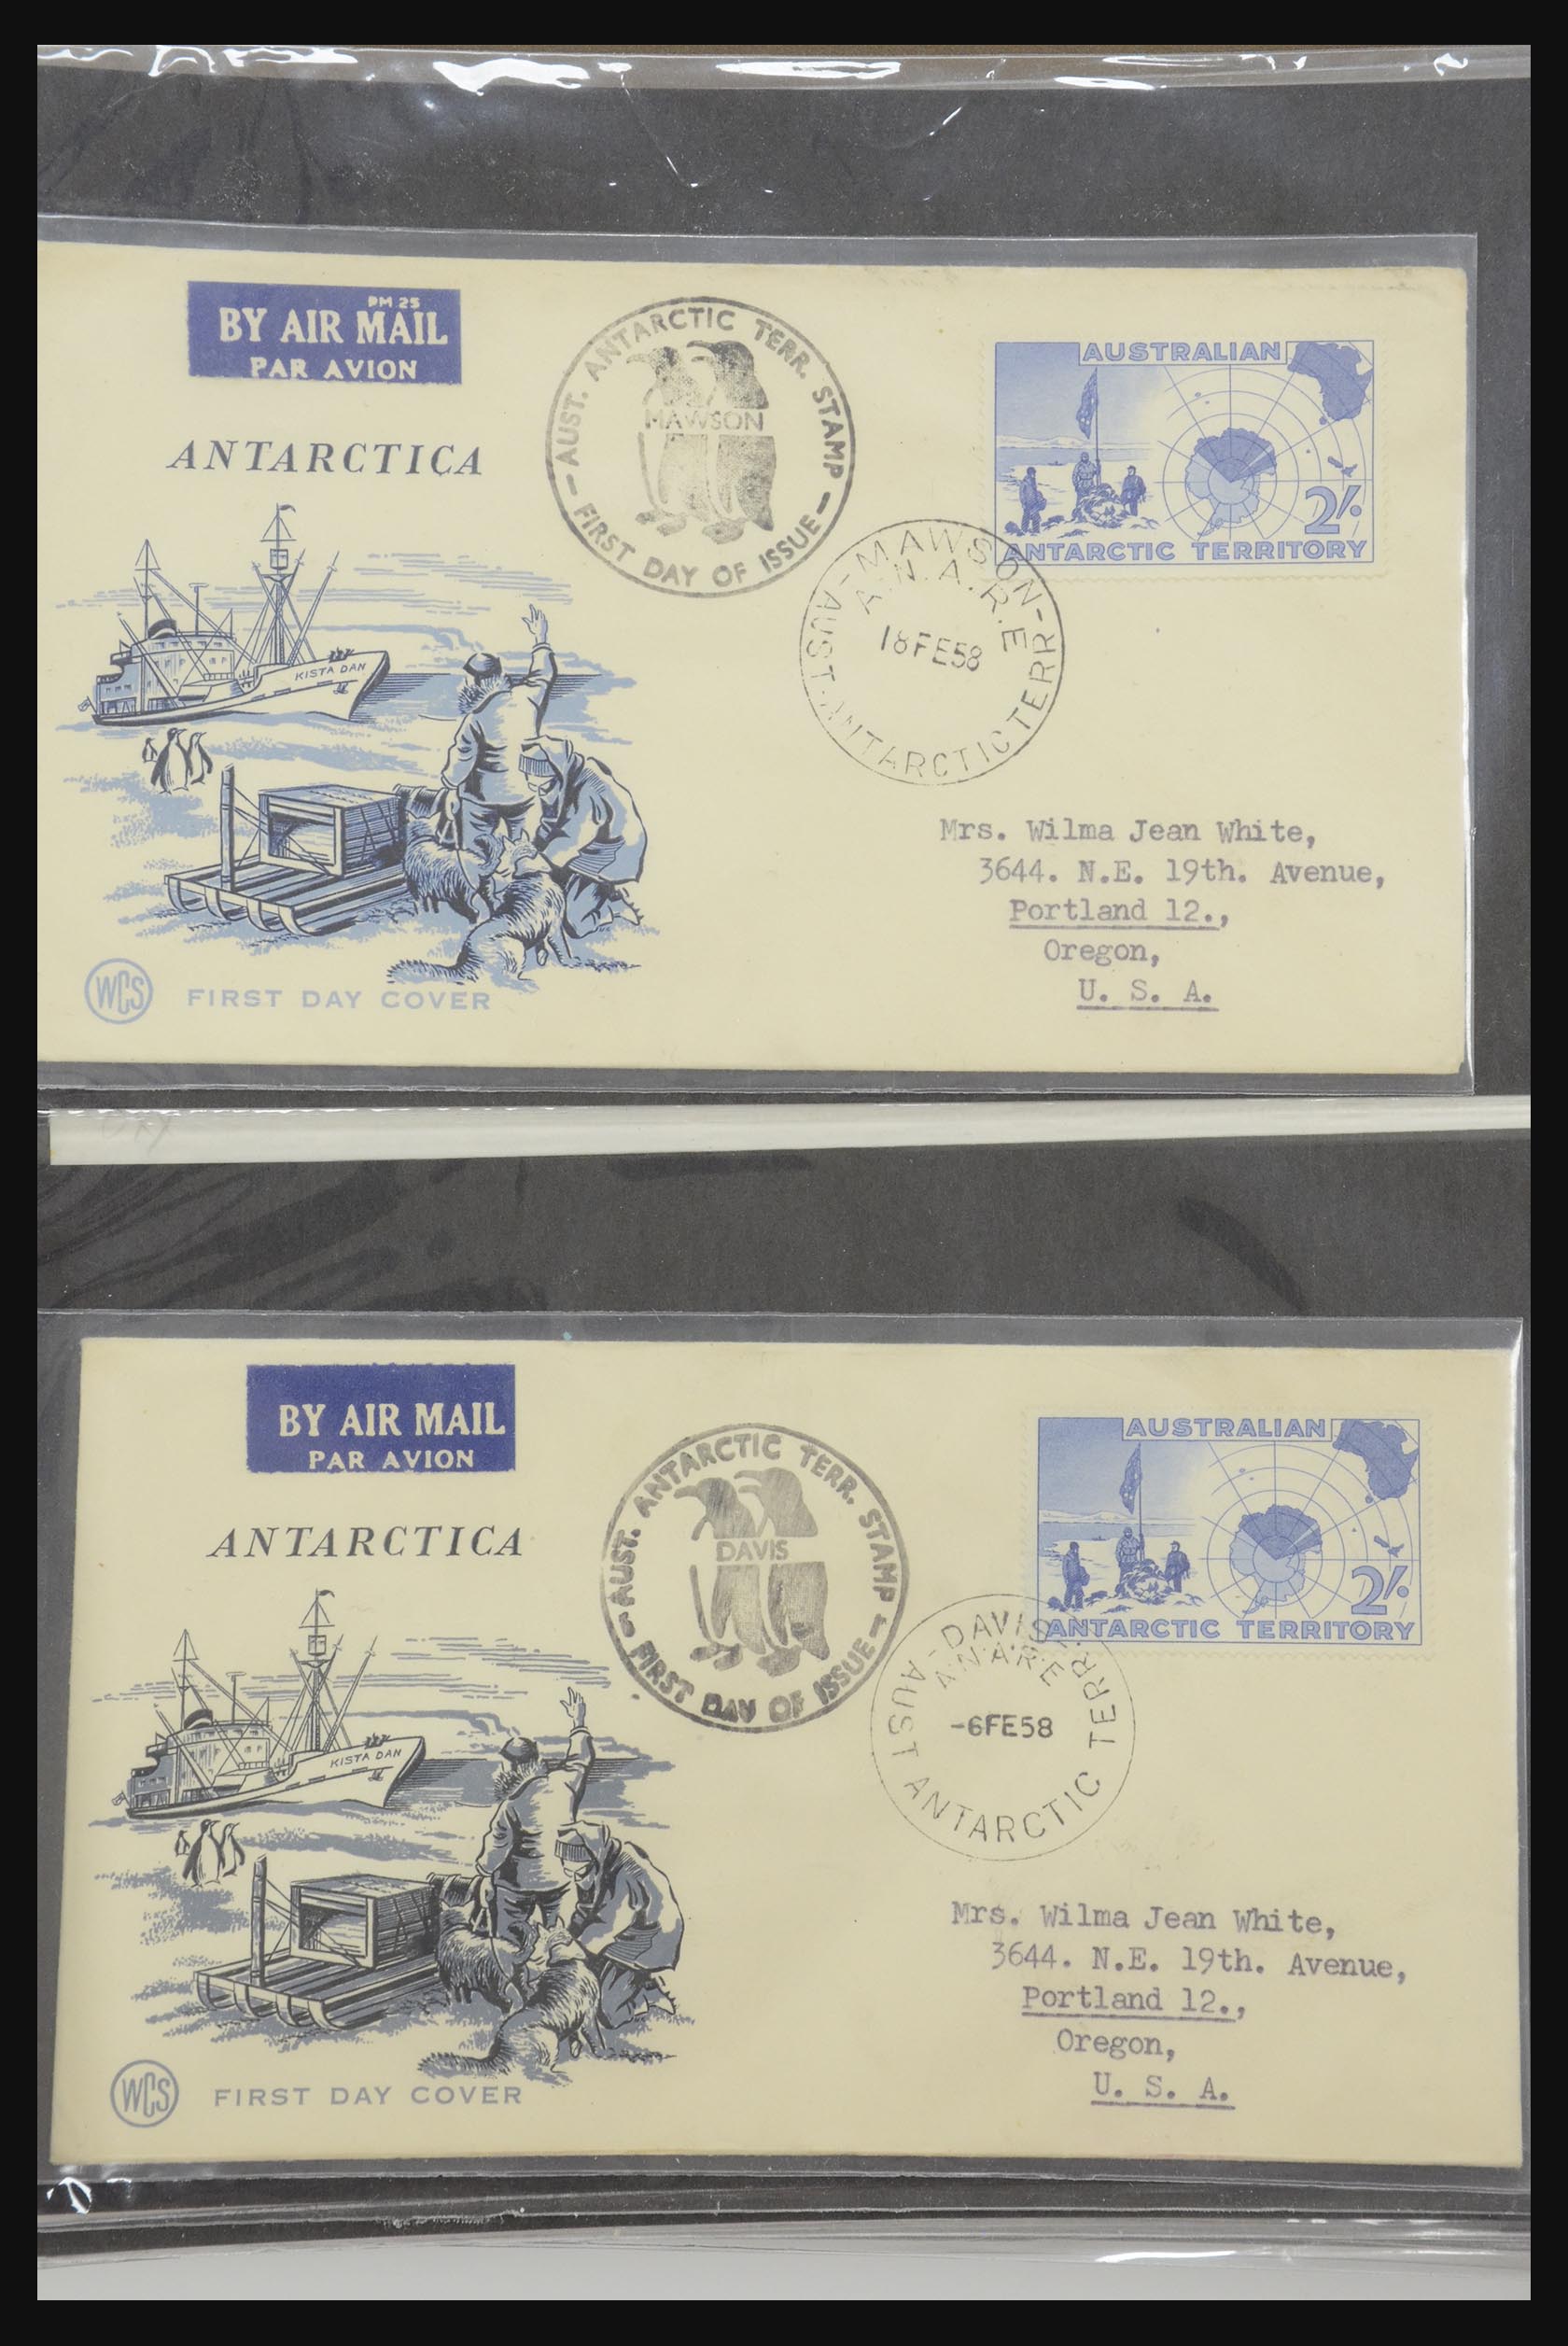 PM 25
BY AIR MAIL
PAR AVION
AUST. ANTARCTIC TERR. STAMP
MAWSON
— FIRST DAY OF ISSUE —
AUSTRALIAN
2/-
ANTARCTIC TERRITORY
ANTARCTICA
-MAWSON-
A.N.A.R.E
18FE58
AUST. ANTARCTIC TERR
KISTA DAN
Mrs. Wilma Jean White,
3644. N.E. 19th. Avenue,
Portland 12.,
Oregon,
U. S. A.
WCS FIRST DAY COVER
BY AIR MAIL
PAR AVION
AUST. ANTARCTIC TERR. STAMP
DAVIS
— FIRST DAY OF ISSUE —
AUSTRALIAN
2/-
ANTARCTIC TERRITORY
ANTARCTICA
-DAVIS-
A.N.A.R.E.
-6FE58
AUST ANTARCTIC TERR
KISTA DAN
Mrs. Wilma Jean White,
3644. N.E. 19th. Avenue,
Portland 12.,
Oregon,
U. S. A.
WCS FIRST DAY COVER